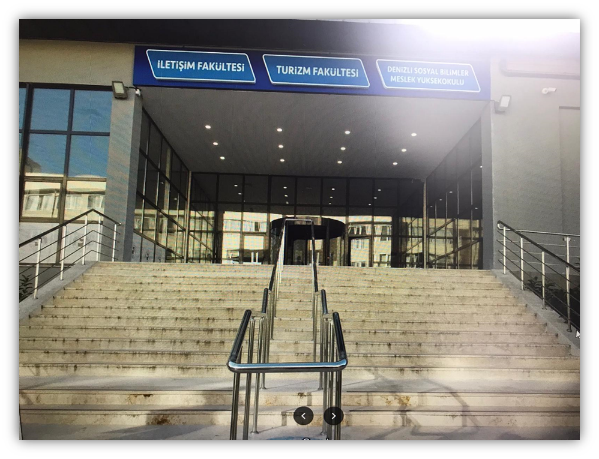 İLETİŞİM FAKÜLTESİ
TURİZM FAKÜLTESİ
DENİZLİ SOSYAL BİLİMLER
MESLEK YÜKSEKOKULU